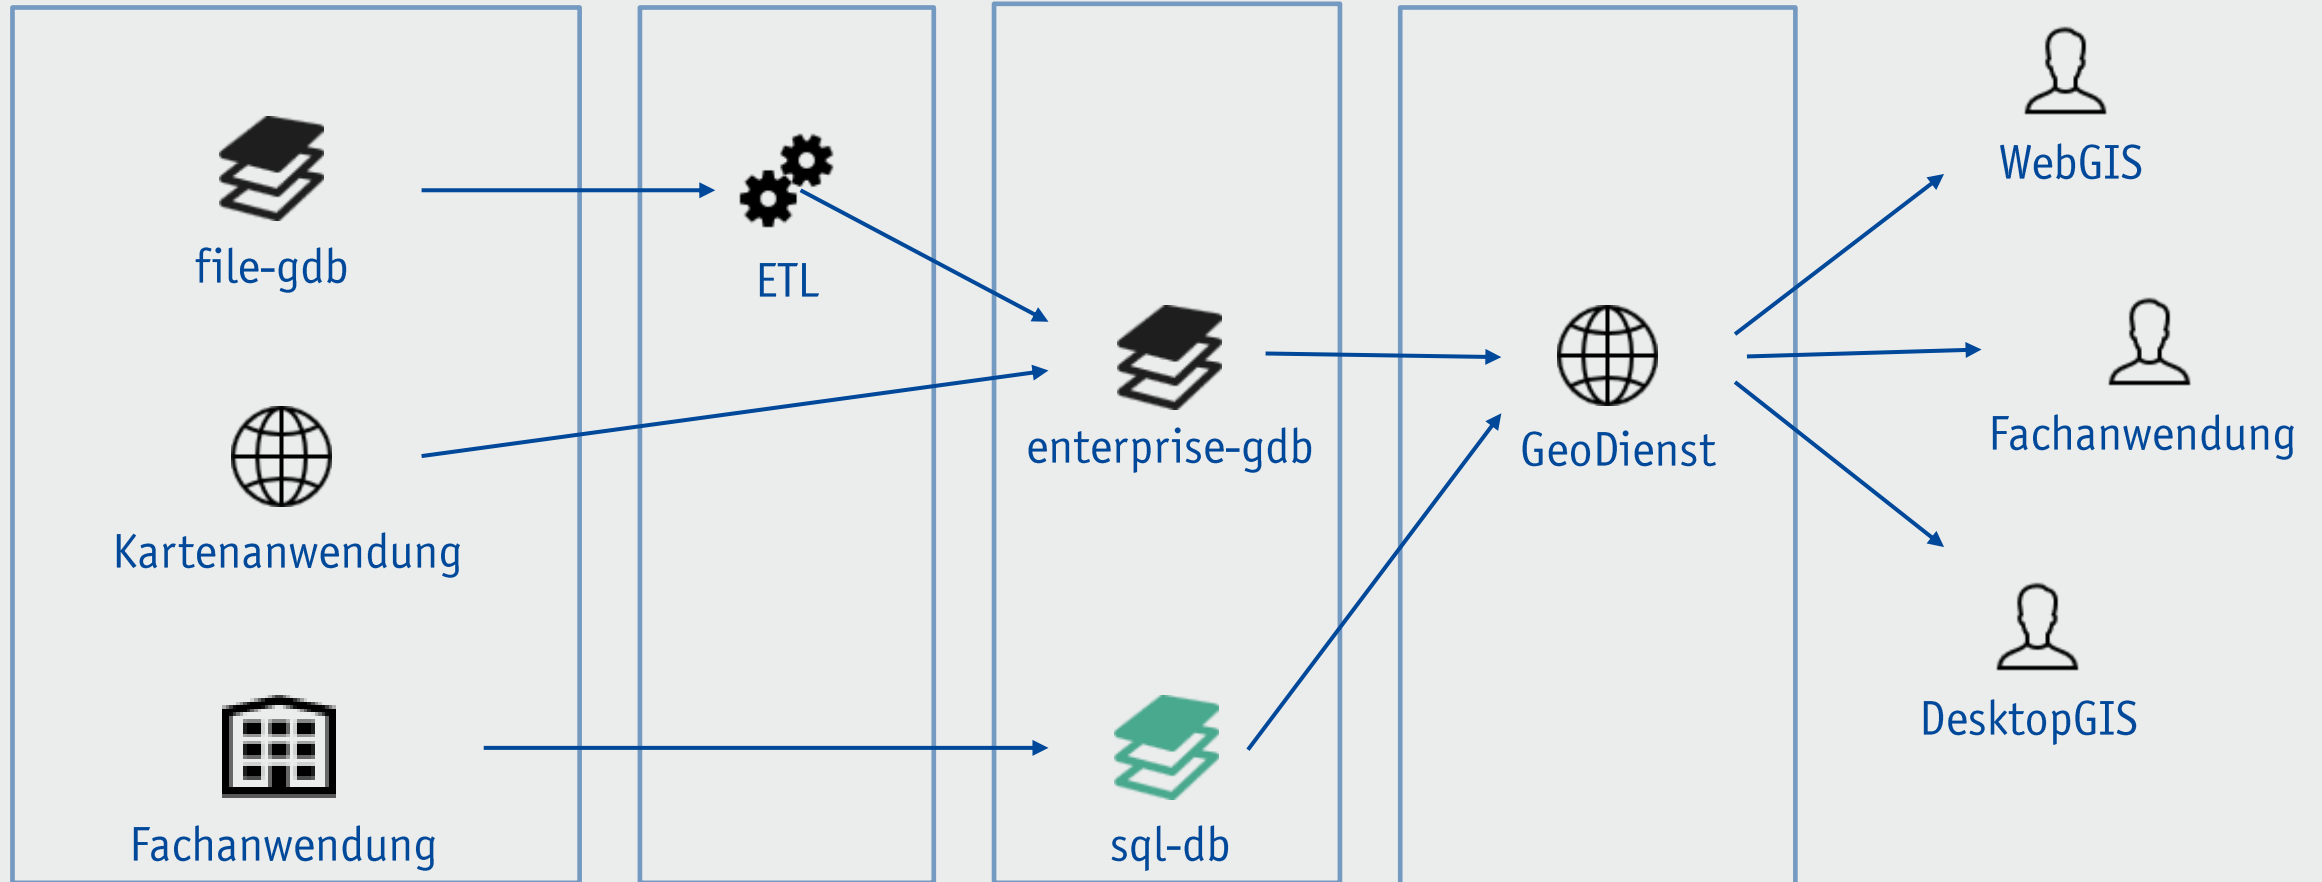 file-gdb
Kartenanwendung
Fachanwendung
ETL
enterprise-gdb
sql-db
GeoDienst
WebGIS
Fachanwendung
DesktopGIS